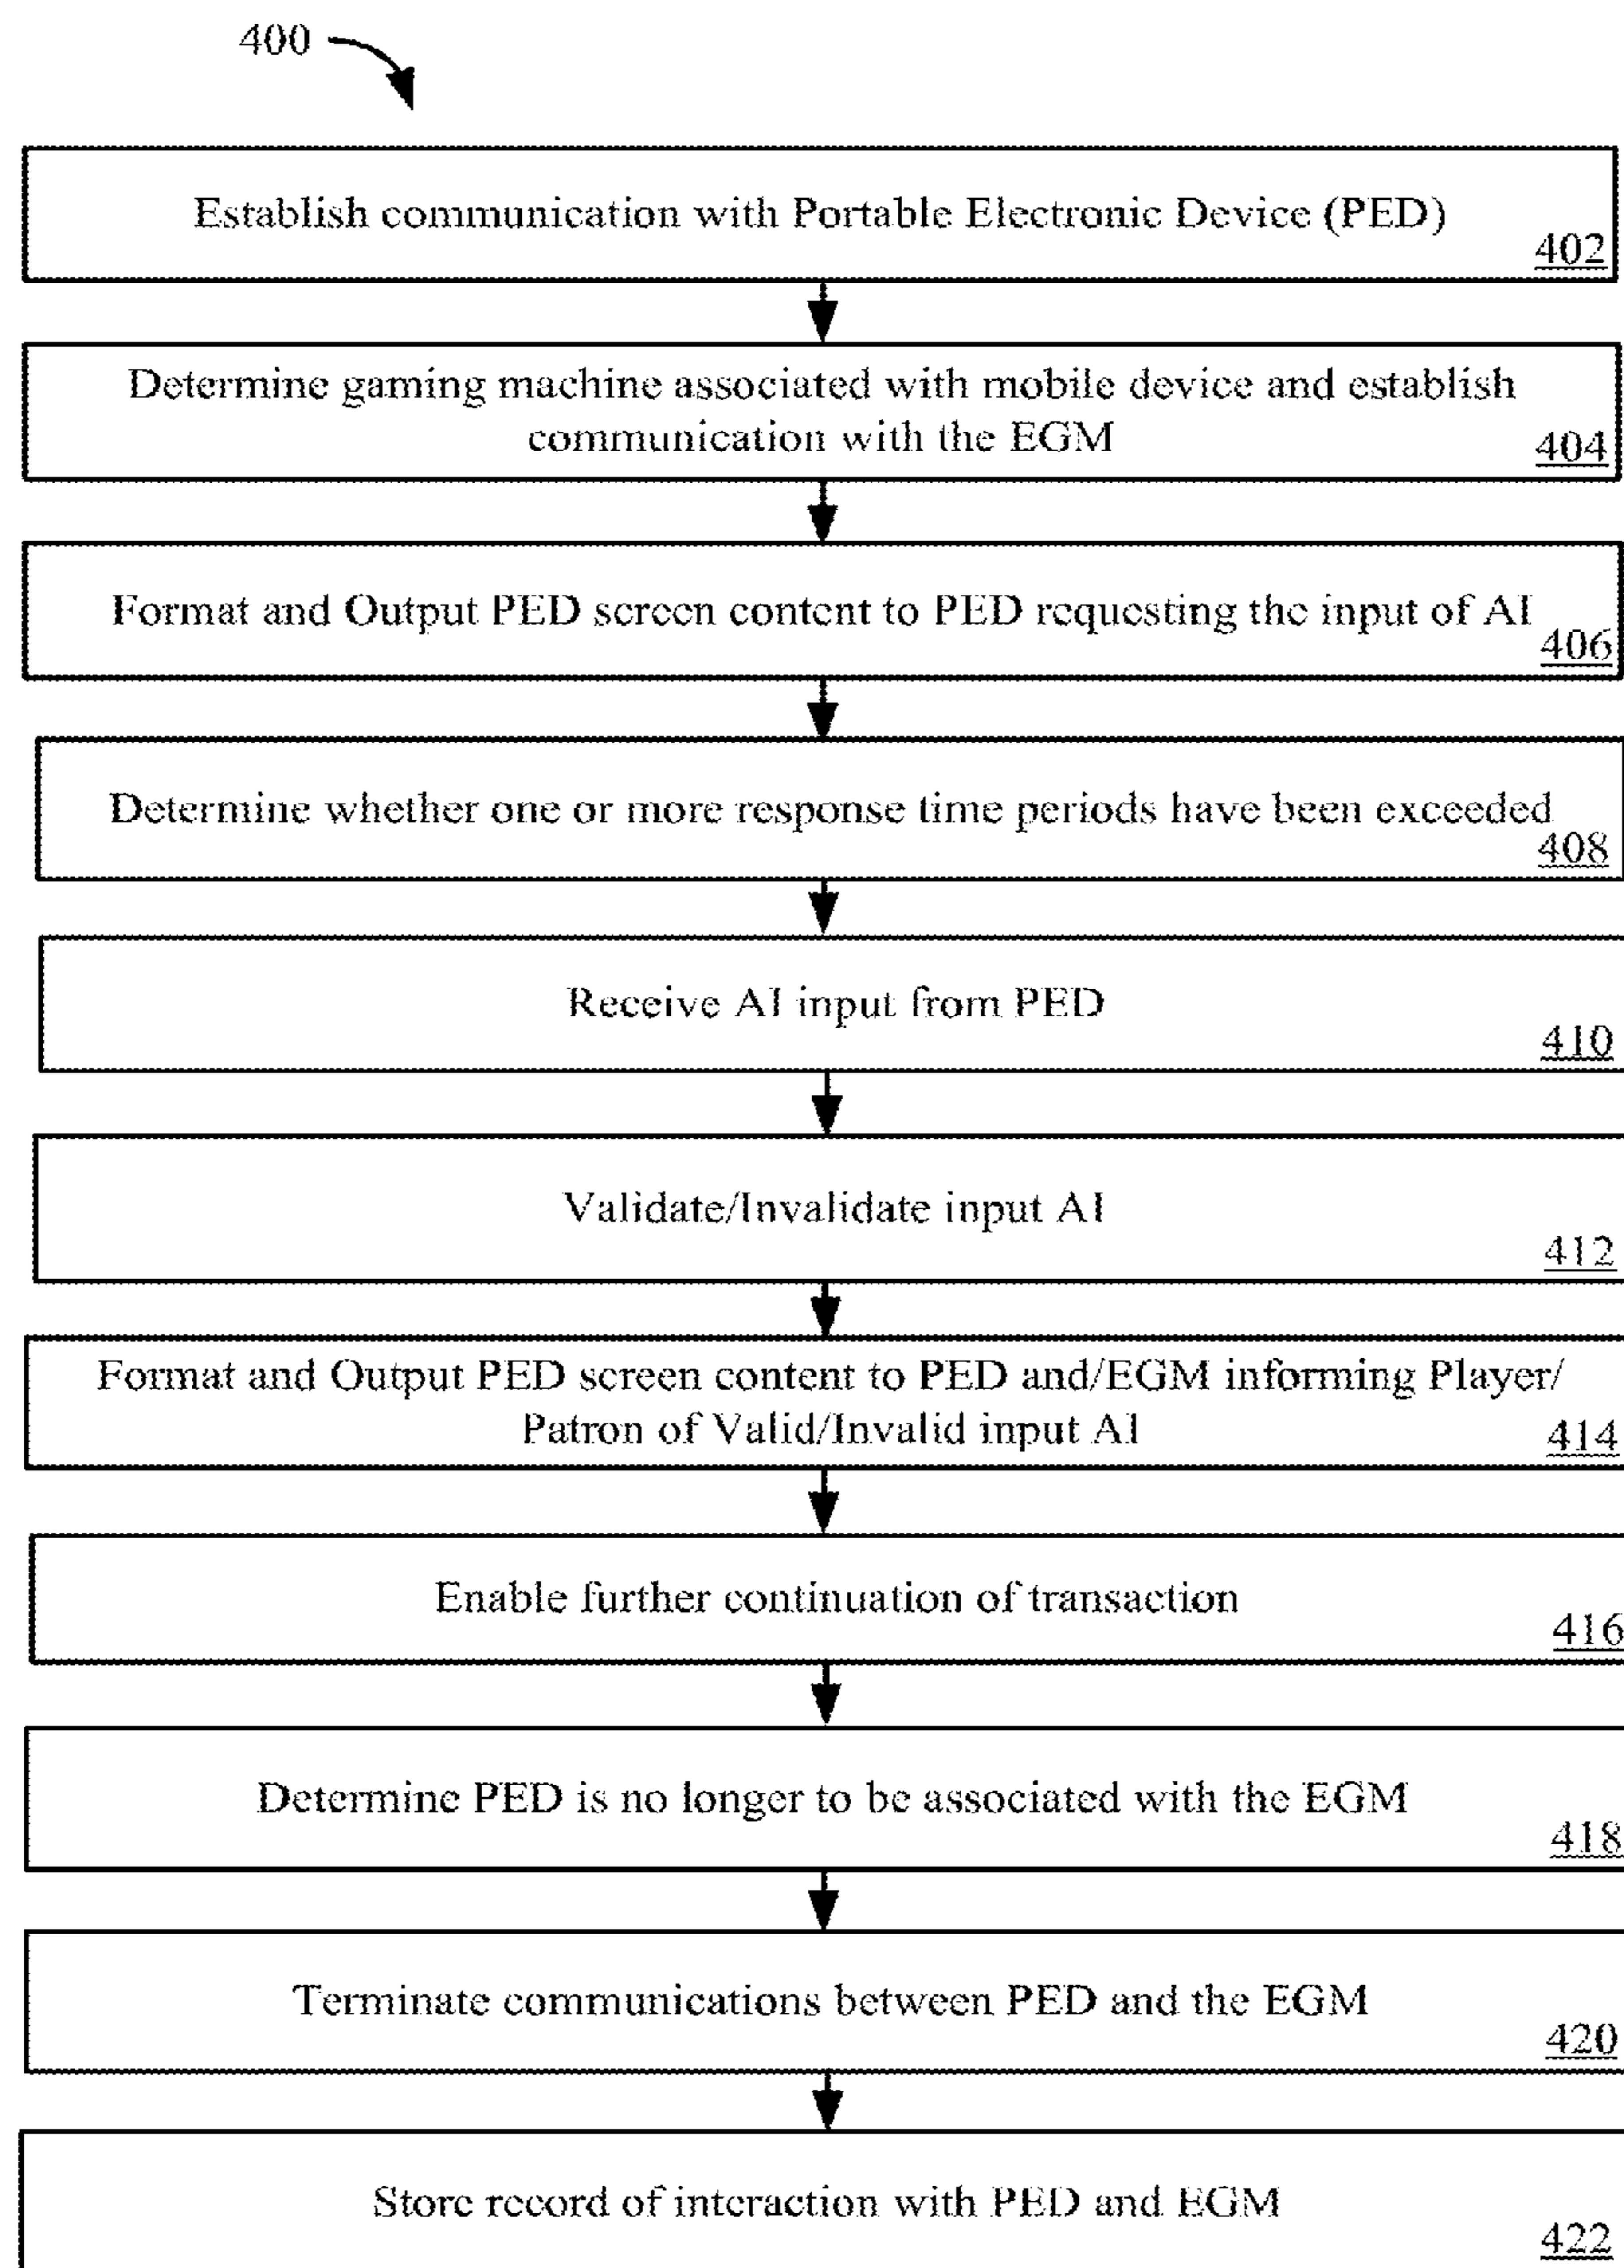 400
Establish communication with Portable Electronic Device (PED)
402
Determine gaming machine associated with mobile device and establish
communication with the EGM
404
Format and Output PED screen content to PED requesting the input of AI
406
Determine whether one or more response time periods have been exceeded
408
Receive AI input from PED
410
Validate/Invalidate input AI
412
Format and Output PED screen content to PED and/EGM informing Player/
Patron of Valid/Invalid input AI
414
Enable further continuation of transaction
416
Determine PED is no longer to be associated with the EGM
418
Terminate communications between PED and the EGM
420
Store record of interaction with PED and EGM
422